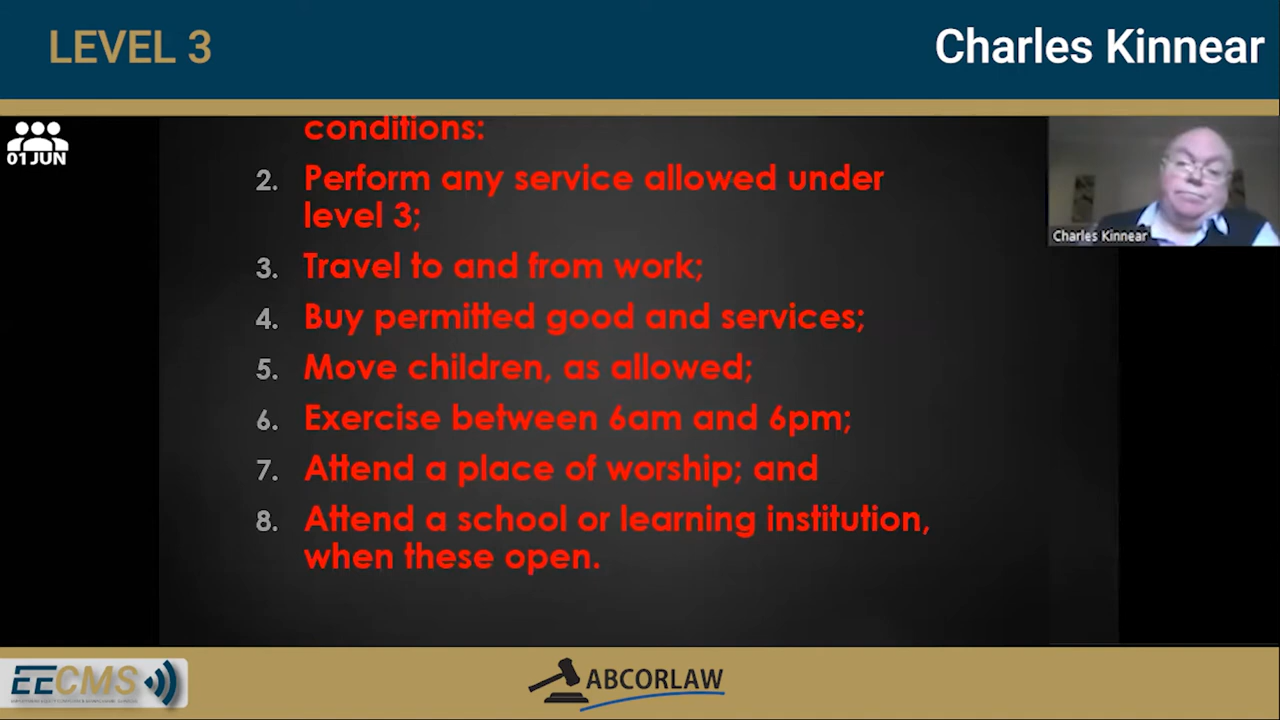 LEVEL 3
Charles Kinnear
01 JUN
conditions:
2. Perform any service allowed under
level 3;
3. Travel to and from work;
4. Buy permitted good and services;
5. Move children, as allowed;
6. Exercise between 6am and 6pm;
7. Attend a place of worship; and
8. Attend a school or learning institution,
when these open.
Charles Kinnear
EECMS
ABCORLAW